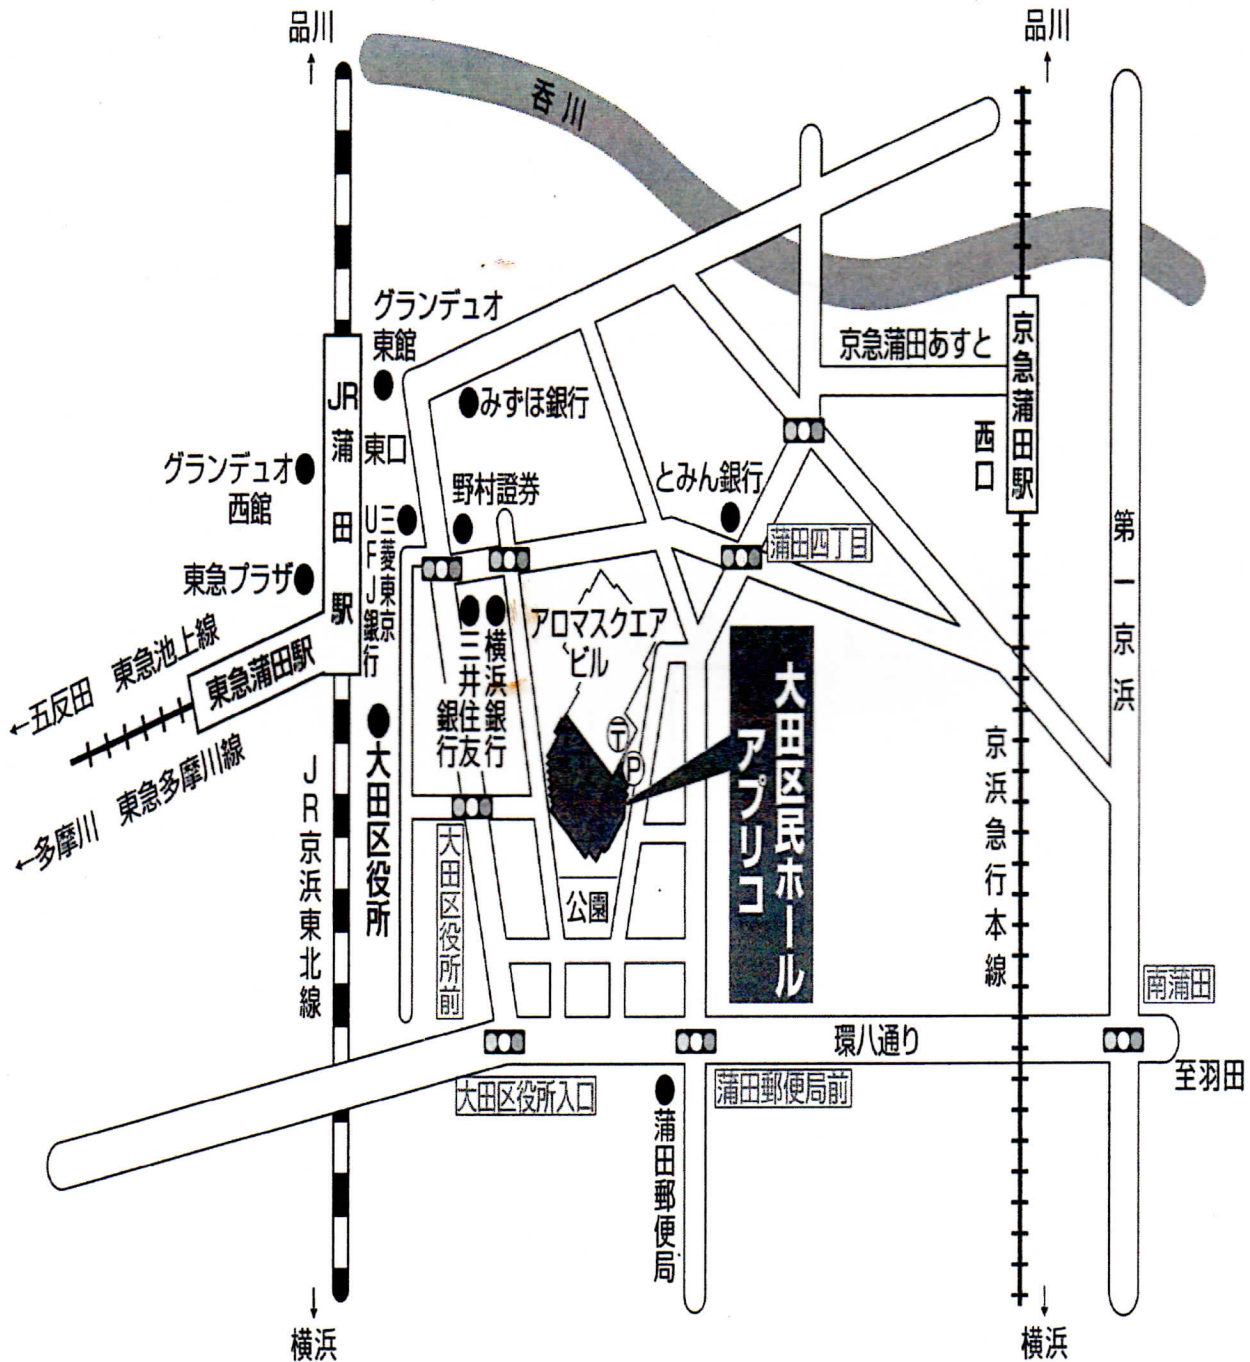 品川
↑
品川
↑
呑川
グランデュオ
東館
京急蒲田あすと
京急蒲田駅
西口
JR蒲田駅
東口
みずほ銀行
グランデュオ
西館
野村證券
とみん銀行
三菱東京
UFJ銀行
蒲田四丁目
第一京浜
東急プラザ
アロマスクエア
ビル
横浜銀行
三井住友
銀行
←五反田 東急池上線
東急蒲田駅
←多摩川 東急多摩川線
〒
P
大田区民ホール
アプリコ
大田区役所
JR京浜東北線
大田区役所前
公園
京浜急行本線
南蒲田
環八通り
至羽田
大田区役所入口
蒲田郵便局前
蒲田郵便局
↓
横浜
↓
横浜